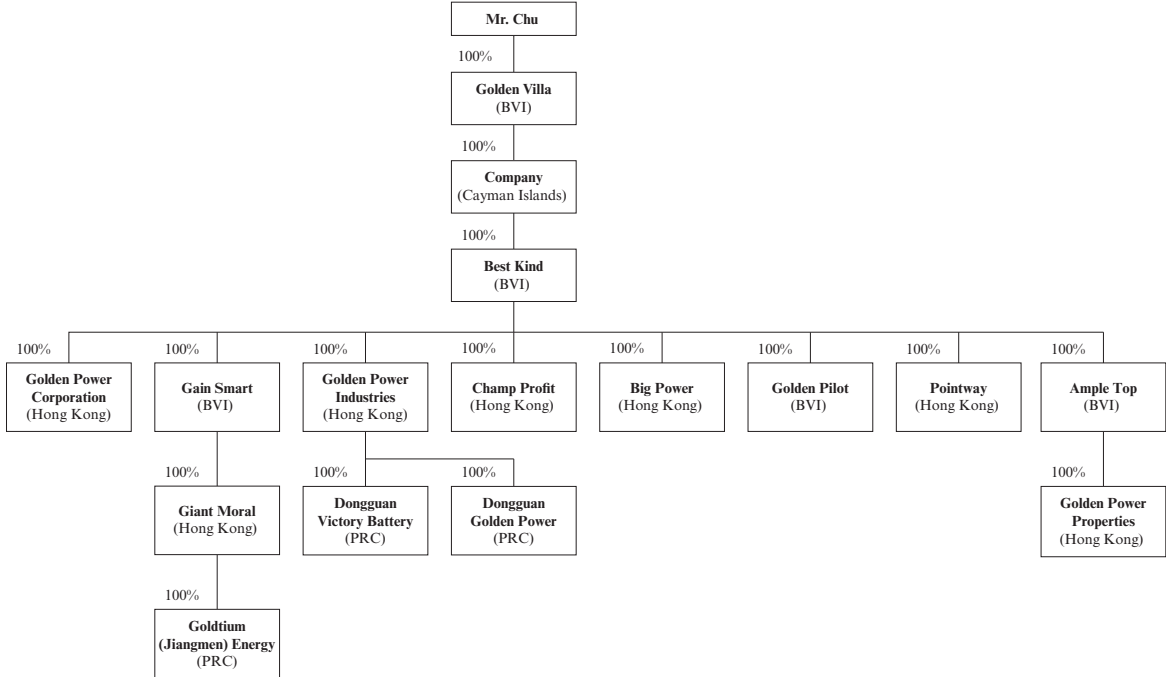 Mr. Chu
100%
Golden Villa
(BVI)
100%
Company
(Cayman Islands)
100%
Best Kind
(BVI)
100%
100%
100%
100%
100%
100%
100%
100%
Golden Power
Corporation
(Hong Kong)
Gain Smart
(BVI)
Golden Power
Industries
(Hong Kong)
Champ Profit
(Hong Kong)
Big Power
(Hong Kong)
Golden Pilot
(BVI)
Pointway
(Hong Kong)
Ample Top
(BVI)
100%
100%
100%
100%
Giant Moral
(Hong Kong)
Dongguan
Victory Battery
(PRC)
Dongguan
Golden Power
(PRC)
Golden Power
Properties
(Hong Kong)
100%
Goldtium
(Jiangmen) Energy
(PRC)